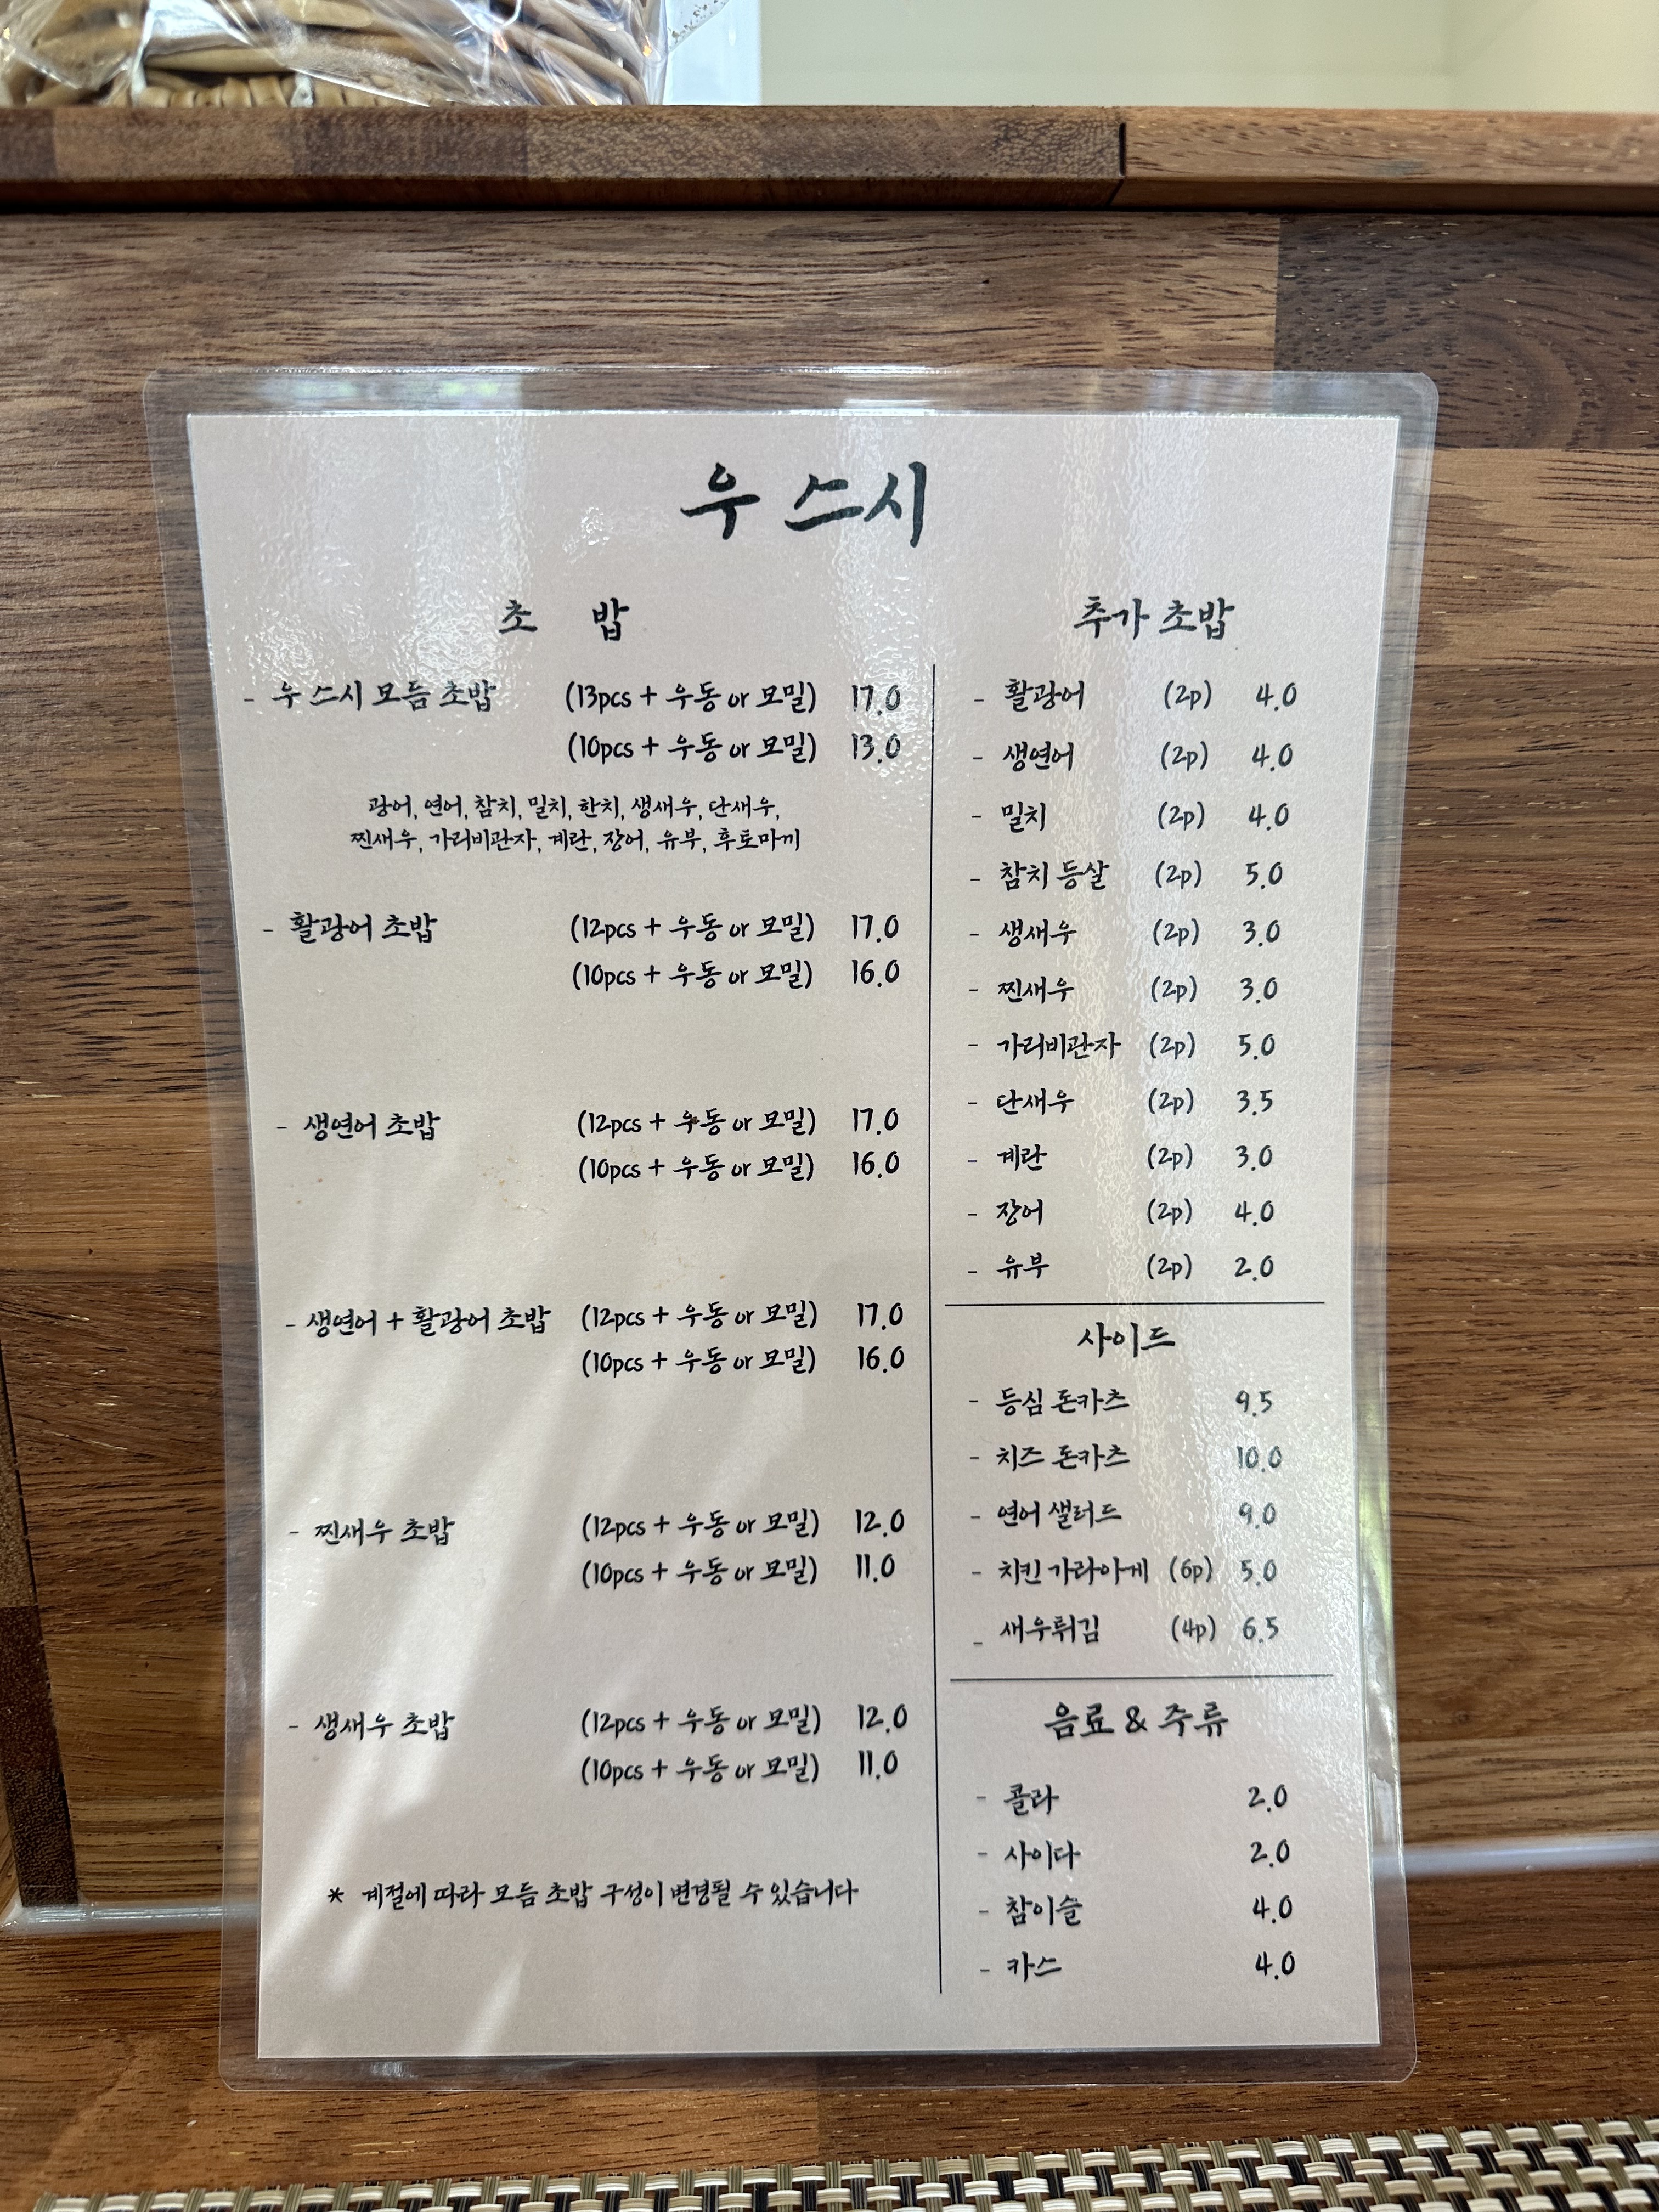 우 스시
초 밥
- 우 스시 모듬 초밥 (13pcs + 우동 or 모밀) 17.0
(10pcs + 우동 or 모밀) 13.0
광어, 연어, 참치, 밀치, 한치, 생새우, 단새우,
찐새우, 가리비관자, 계란, 장어, 유부, 후토마끼
- 활광어 초밥 (12pcs + 우동 or 모밀) 17.0
(10pcs + 우동 or 모밀) 16.0
- 생연어 초밥 (12pcs + 우동 or 모밀) 17.0
(10pcs + 우동 or 모밀) 16.0
- 생연어 + 활광어 초밥 (12pcs + 우동 or 모밀) 17.0
(10pcs + 우동 or 모밀) 16.0
- 찐새우 초밥 (12pcs + 우동 or 모밀) 12.0
(10pcs + 우동 or 모밀) 11.0
- 생새우 초밥 (12pcs + 우동 or 모밀) 12.0
(10pcs + 우동 or 모밀) 11.0
* 계절에 따라 모듬 초밥 구성이 변경될 수 있습니다
추가 초밥
- 활광어 (2p) 4.0
- 생연어 (2p) 4.0
- 밀치 (2p) 4.0
- 참치 등살 (2p) 5.0
- 생새우 (2p) 3.0
- 찐새우 (2p) 3.0
- 가리비관자 (2p) 5.0
- 단새우 (2p) 3.5
- 계란 (2p) 3.0
- 장어 (2p) 4.0
- 유부 (2p) 2.0
사이드
- 등심 돈카츠 9.5
- 치즈 돈카츠 10.0
- 연어 샐러드 9.0
- 치킨 가라아게 (6p) 5.0
- 새우튀김 (4p) 6.5
음료 & 주류
- 콜라 2.0
- 사이다 2.0
- 참이슬 4.0
- 카스 4.0